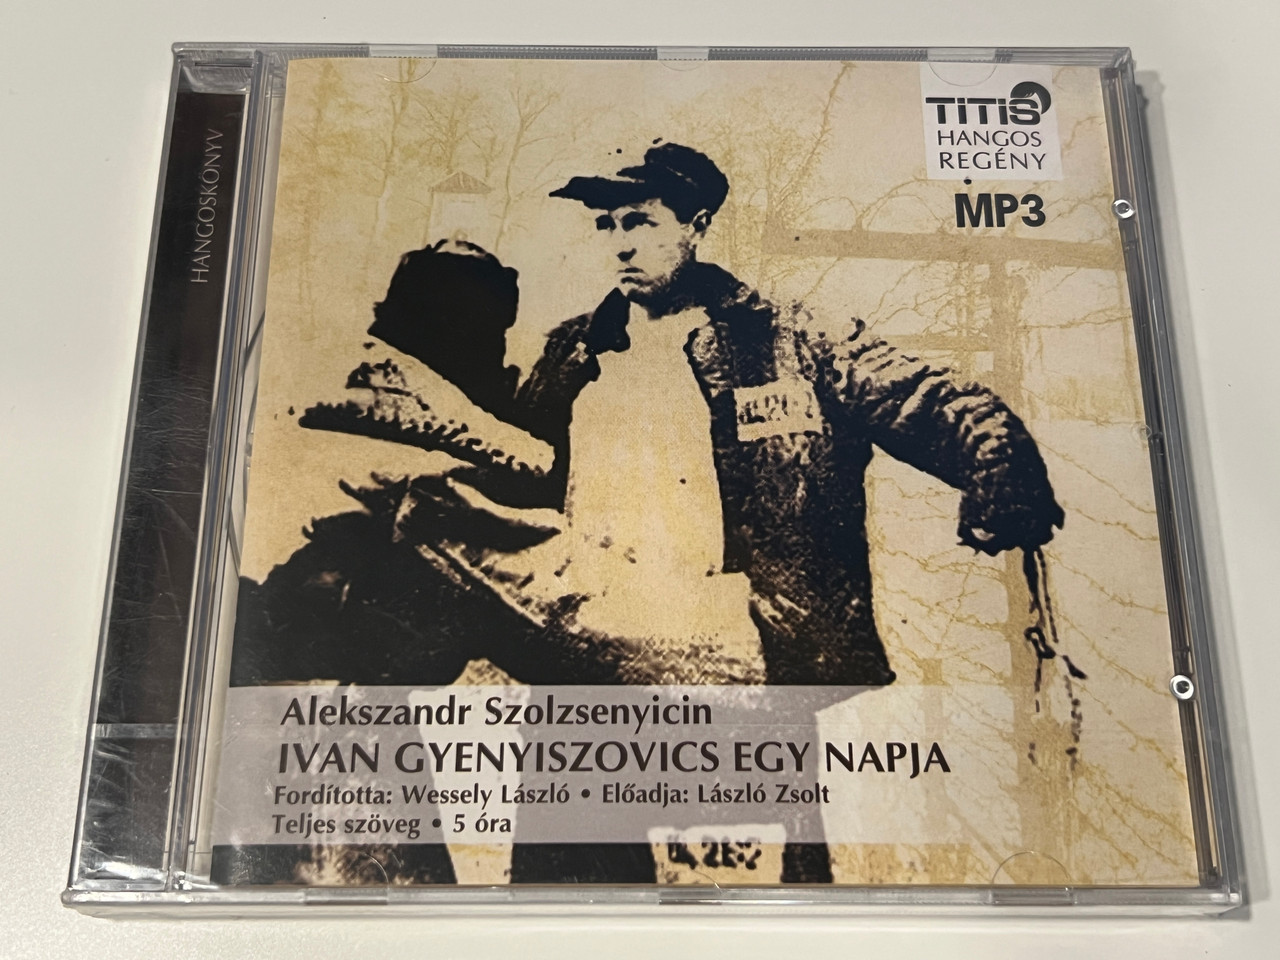 HANGOSKÖNYV
TITIS
HANGOS
REGÉNY
MP3
Alekszandr Szolzsenyicin
IVAN GYENYISZOVICS EGY NAPJA
Fordította: Wessely László • Előadja: László Zsolt
Teljes szöveg • 5 óra